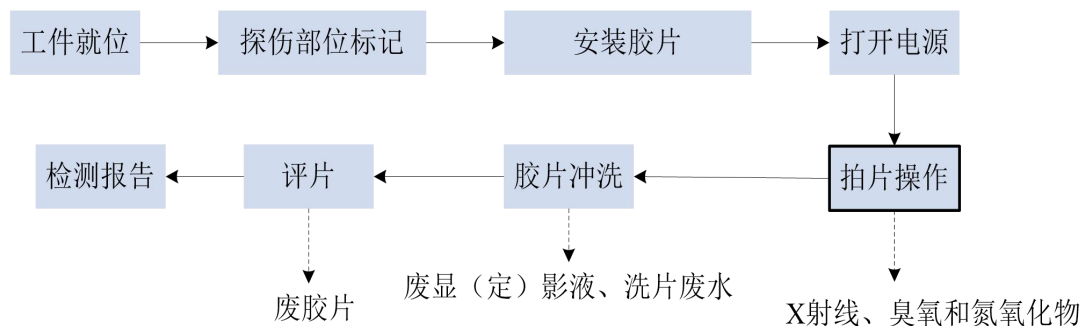 工件就位
探伤部位标记
安装胶片
打开电源
检测报告
评片
胶片冲洗
拍片操作
废胶片
废显（定）影液、洗片废水
X射线、臭氧和氮氧化物